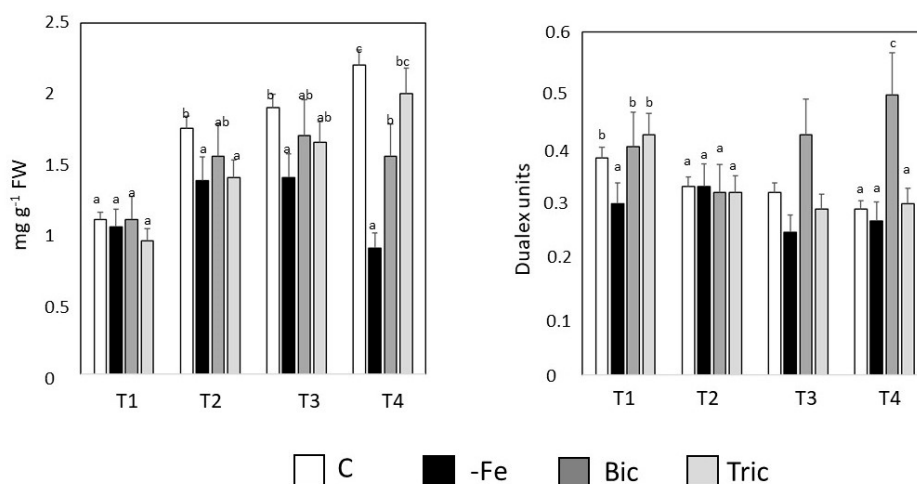 2.5
2
1.5
1
0.5
0
mg g⁻¹ FW
a a a a
b a ab a
b a ab ab
c a b bc
T1 T2 T3 T4
0.6
0.5
0.4
0.3
0.2
0.1
0
Dualex units
b a b b
a a a a
a a c a
T1 T2 T3 T4
C -Fe Bic Tric